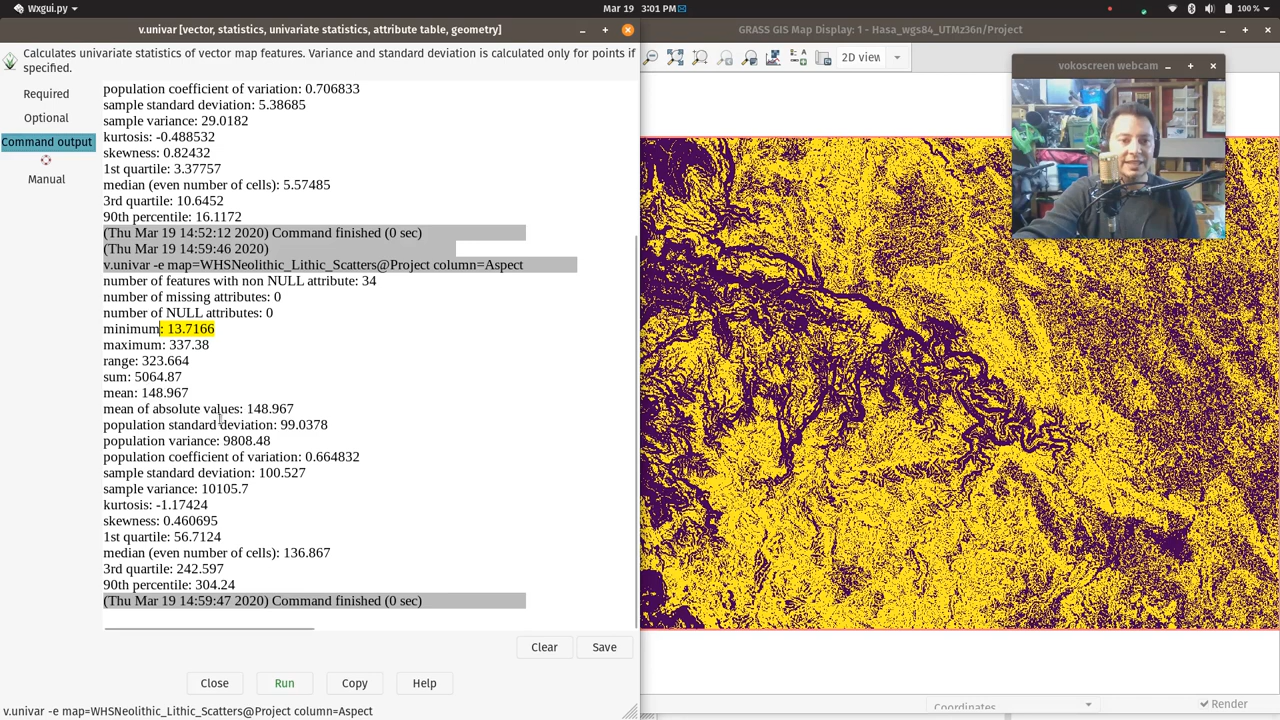 Wxgui.py
Mar 19 3:01 PM
100 %
v.univar [vector, statistics, univariate statistics, attribute table, geometry]
GRASS GIS Map Display: 1 - Hasa_wgs84_UTMz36n/Project
Calculates univariate statistics of vector map features. Variance and standard deviation is calculated only for points if
specified.
2D view
vokoscreen webcam
Required
Optional
Command output
Manual
population coefficient of variation: 0.706833
sample standard deviation: 5.38685
sample variance: 29.0182
kurtosis: -0.488532
skewness: 0.82432
1st quartile: 3.37757
median (even number of cells): 5.57485
3rd quartile: 10.6452
90th percentile: 16.1172
(Thu Mar 19 14:52:12 2020) Command finished (0 sec)
(Thu Mar 19 14:59:46 2020)
v.univar -e map=WHSNeolithic_Lithic_Scatters@Project column=Aspect
number of features with non NULL attribute: 34
number of missing attributes: 0
number of NULL attributes: 0
minimum: 13.7166
maximum: 337.38
range: 323.664
sum: 5064.87
mean: 148.967
mean of absolute values: 148.967
population standard deviation: 99.0378
population variance: 9808.48
population coefficient of variation: 0.664832
sample standard deviation: 100.527
sample variance: 10105.7
kurtosis: -1.17424
skewness: 0.460695
1st quartile: 56.7124
median (even number of cells): 136.867
3rd quartile: 242.597
90th percentile: 304.24
(Thu Mar 19 14:59:47 2020) Command finished (0 sec)
Clear
Save
Close
Run
Copy
Help
v.univar -e map=WHSNeolithic_Lithic_Scatters@Project column=Aspect
Coordinates
Render